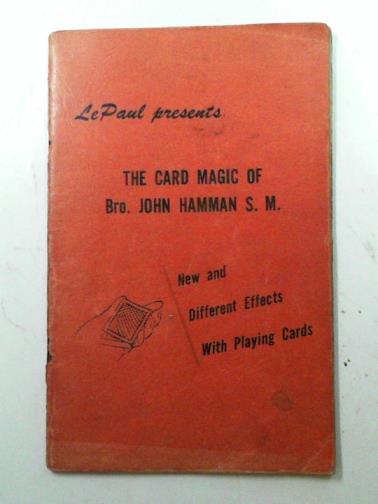 LePaul presents
THE CARD MAGIC OF
Bro. JOHN HAMMAN S. M.
New and
Different Effects
With Playing Cards